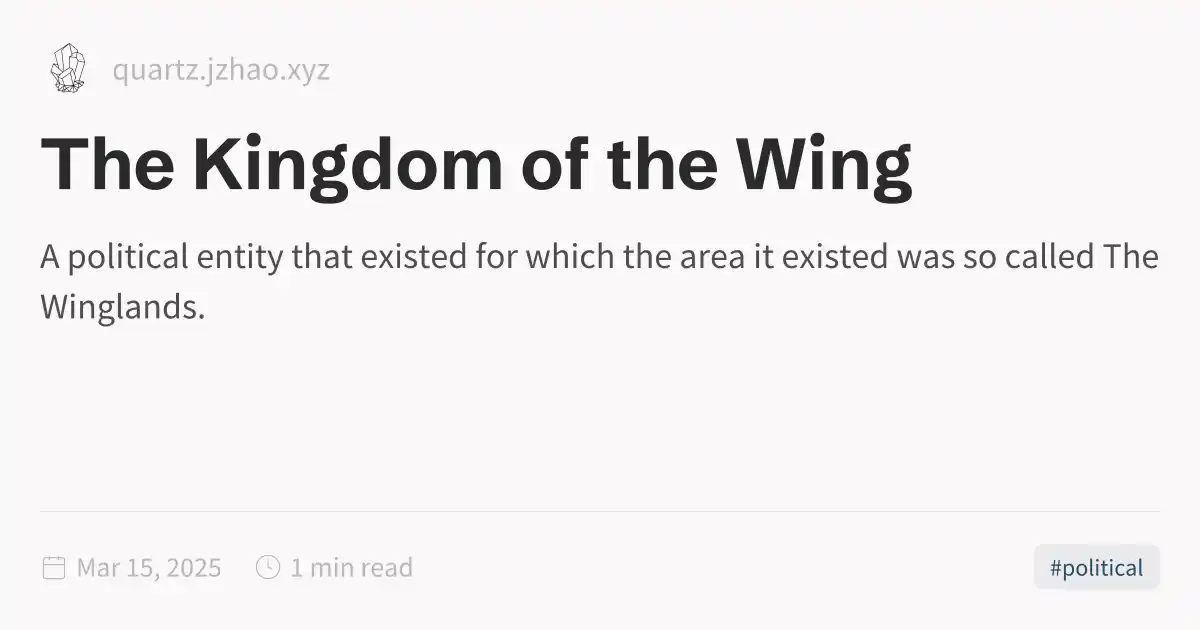 quartz.jzhao.xyz
The Kingdom of the Wing
A political entity that existed for which the area it existed was so called The
Winglands.
Mar 15, 2025
1 min read
#political